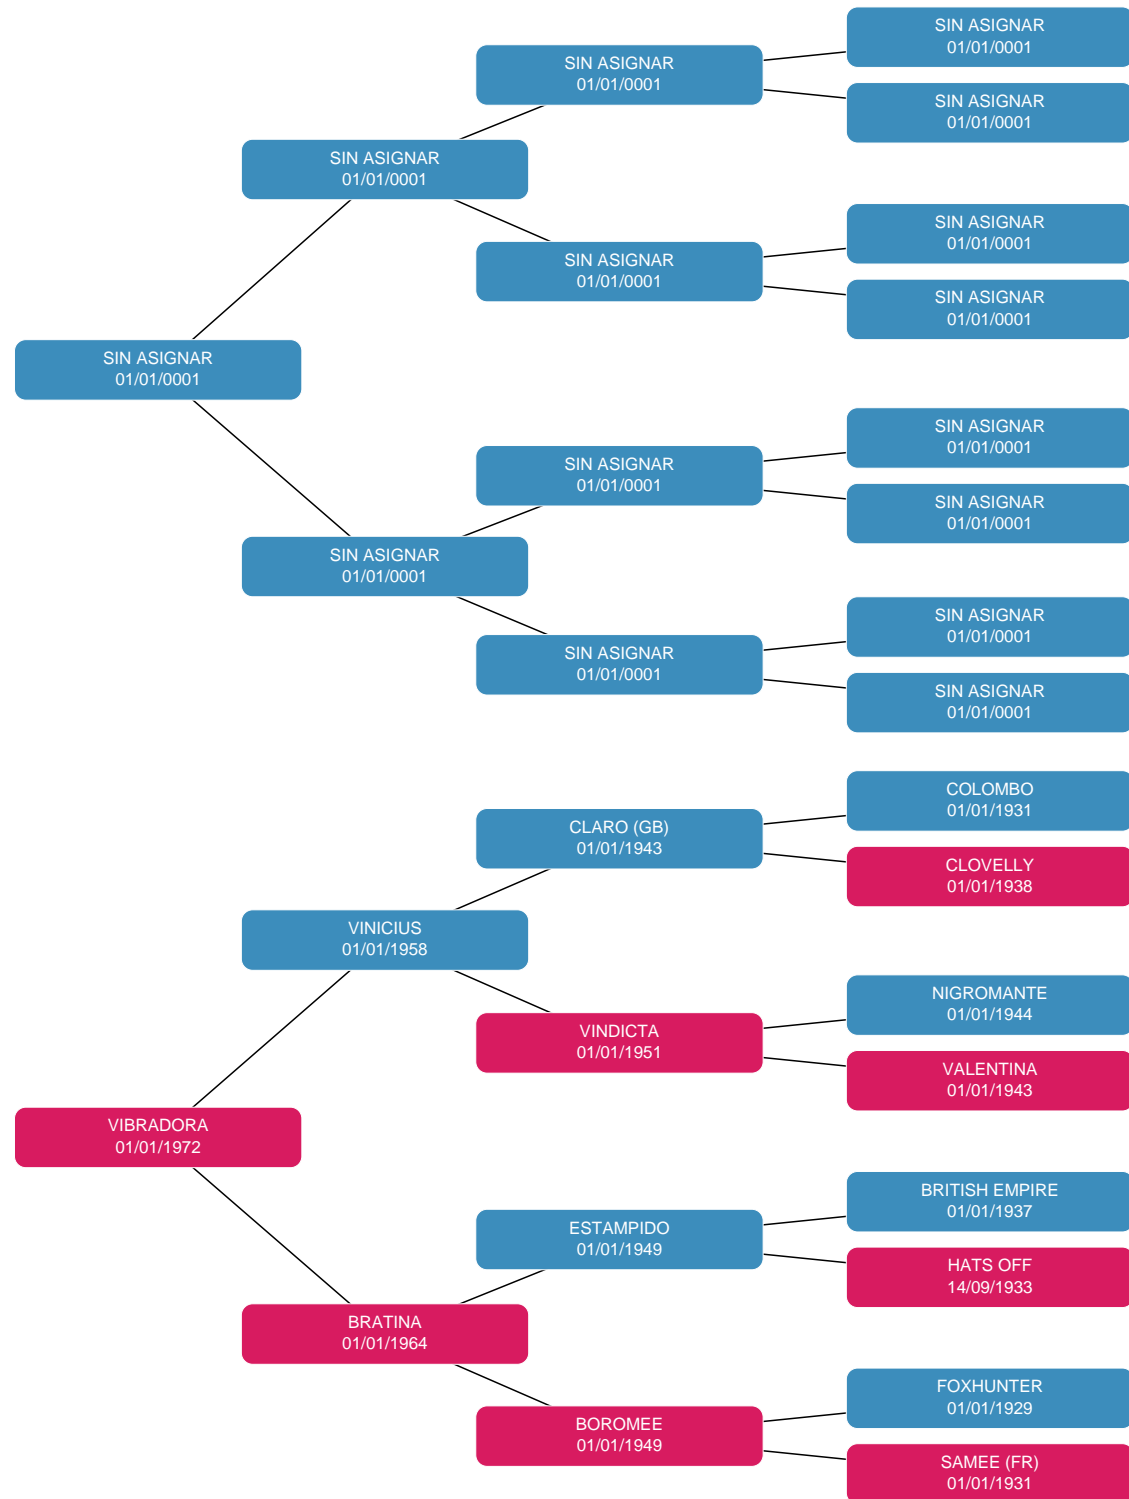 SIN ASIGNAR
01/01/0001
SIN ASIGNAR
01/01/0001
SIN ASIGNAR
01/01/0001
SIN ASIGNAR
01/01/0001
SIN ASIGNAR
01/01/0001
SIN ASIGNAR
01/01/0001
SIN ASIGNAR
01/01/0001
SIN ASIGNAR
01/01/0001
SIN ASIGNAR
01/01/0001
SIN ASIGNAR
01/01/0001
SIN ASIGNAR
01/01/0001
SIN ASIGNAR
01/01/0001
SIN ASIGNAR
01/01/0001
SIN ASIGNAR
01/01/0001
SIN ASIGNAR
01/01/0001
COLOMBO
01/01/1931
CLARO (GB)
01/01/1943
CLOVELLY
01/01/1938
VINICIUS
01/01/1958
NIGROMANTE
01/01/1944
VINDICTA
01/01/1951
VALENTINA
01/01/1943
VIBRADORA
01/01/1972
BRITISH EMPIRE
01/01/1937
ESTAMPIDO
01/01/1949
HATS OFF
14/09/1933
BRATINA
01/01/1964
FOXHUNTER
01/01/1929
BOROMEE
01/01/1949
SAMEE (FR)
01/01/1931